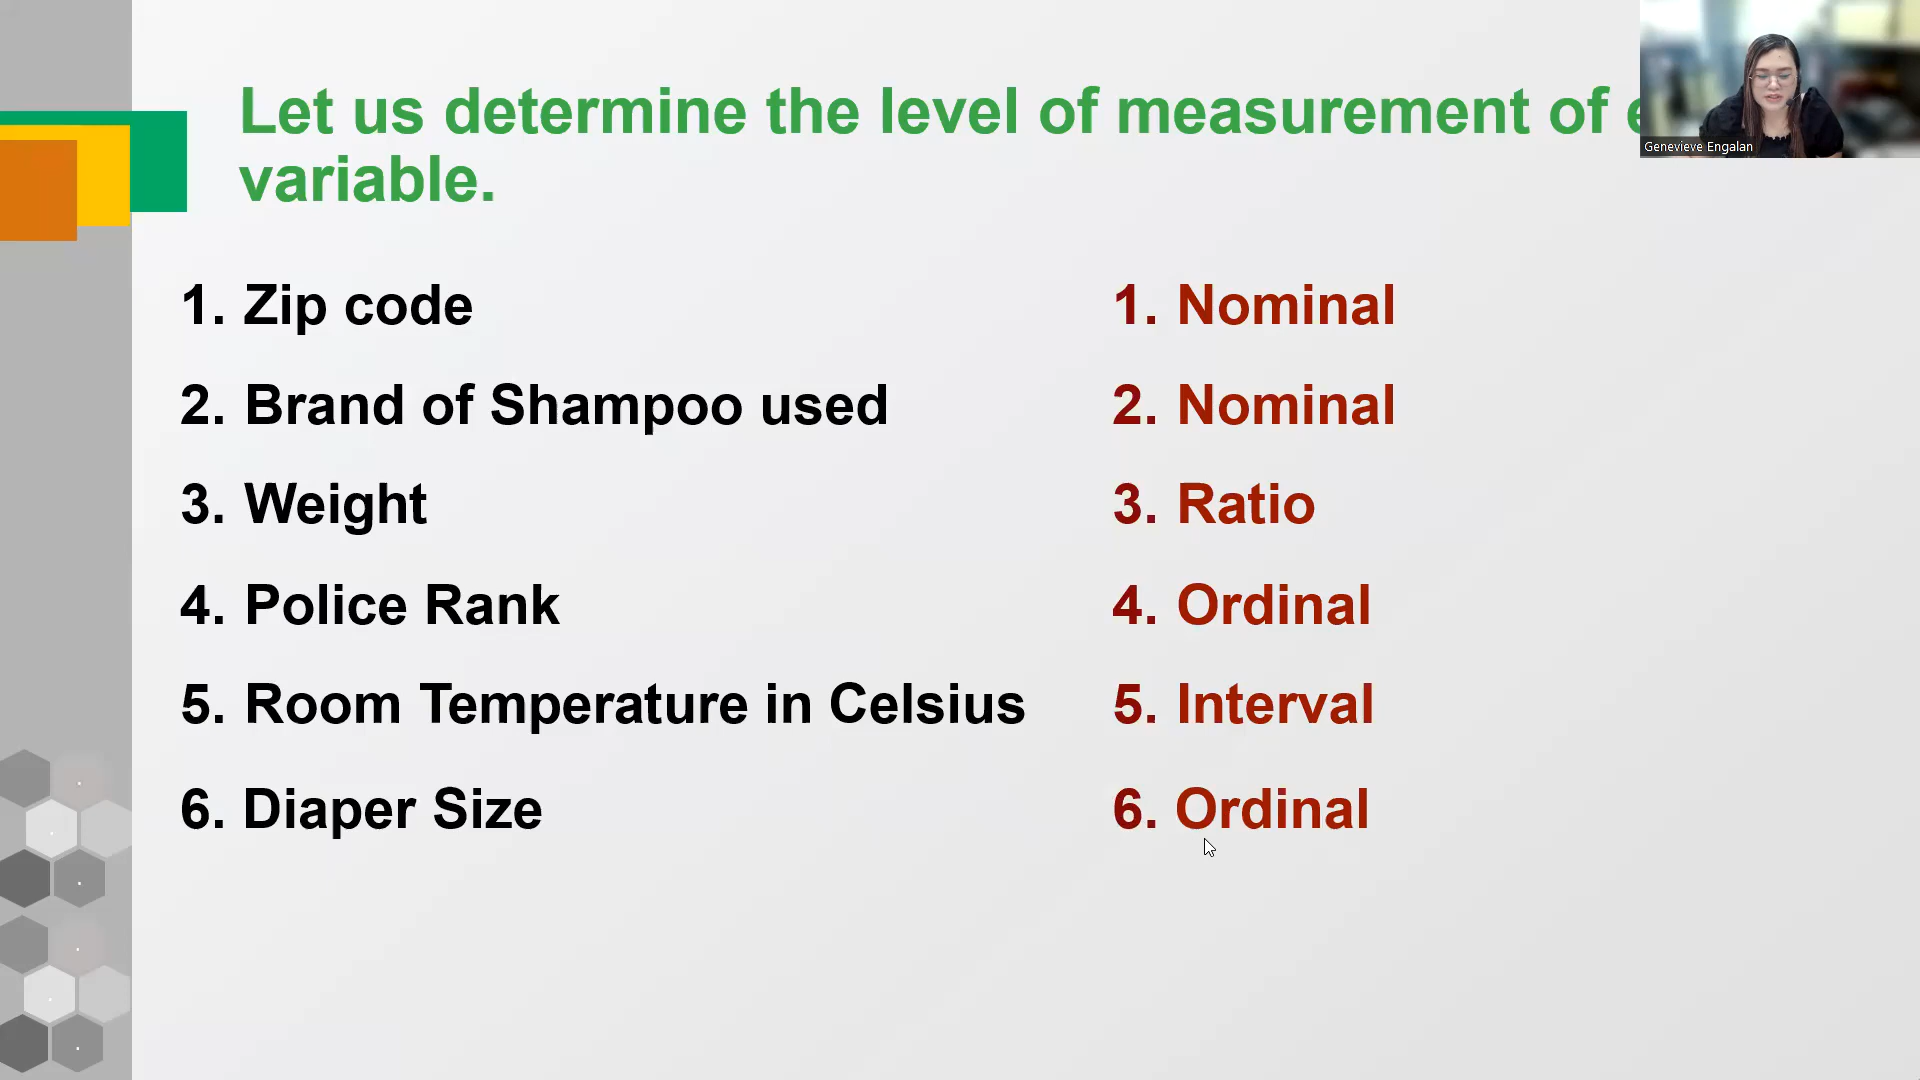 Let us determine the level of measurement of
variable.
Genevieve Engalan
1. Zip code
1. Nominal
2. Brand of Shampoo used
2. Nominal
3. Weight
3. Ratio
4. Police Rank
4. Ordinal
5. Room Temperature in Celsius
5. Interval
6. Diaper Size
6. Ordinal